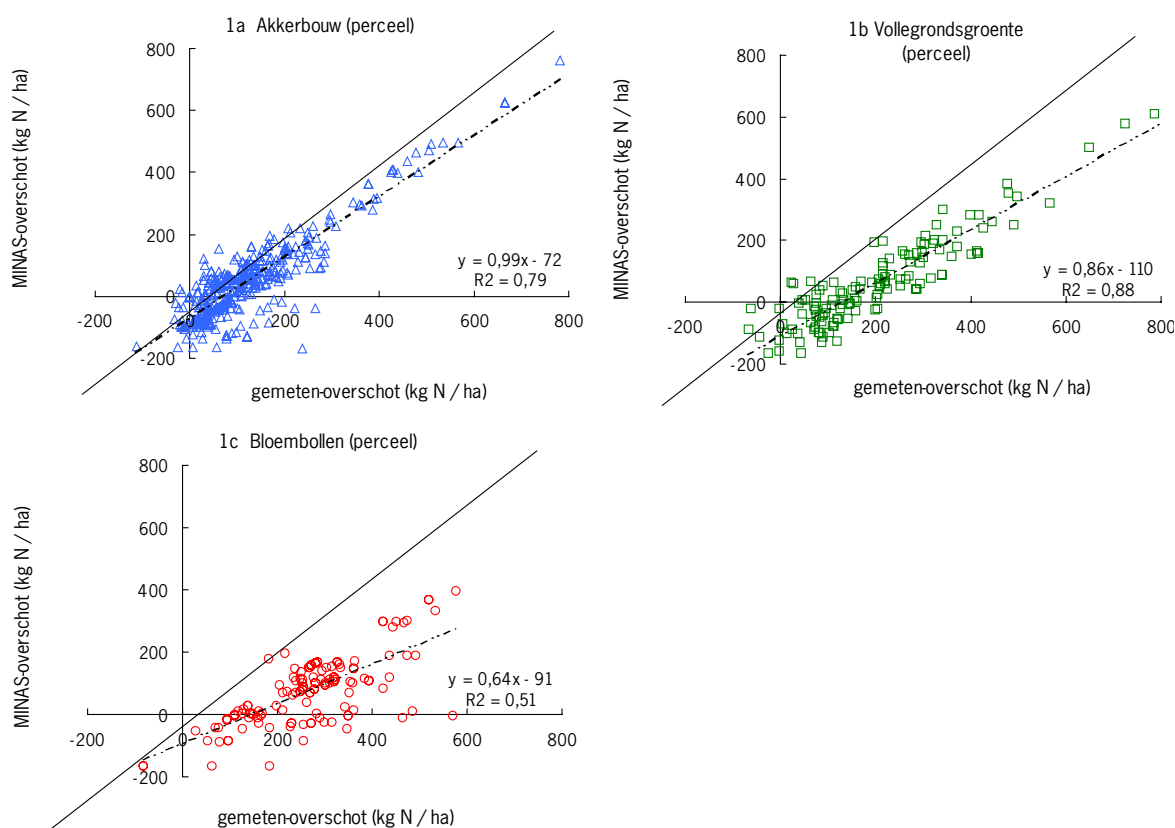 1a Akkerbouw (perceel)
MINAS-overschot (kg N / ha)
800
600
400
200
0
-200
-200
0
200
400
600
800
y = 0,99x - 72
R2 = 0,79
gemeten-overschot (kg N / ha)
1b Vollegrondsgroente
(perceel)
MINAS-overschot (kg N / ha)
800
600
400
200
0
-200
-200
0
200
400
600
800
y = 0,86x - 110
R2 = 0,88
gemeten-overschot (kg N / ha)
1c Bloembollen (perceel)
MINAS-overschot (kg N / ha)
800
600
400
200
0
-200
-200
0
200
400
600
800
y = 0,64x - 91
R2 = 0,51
gemeten-overschot (kg N / ha)